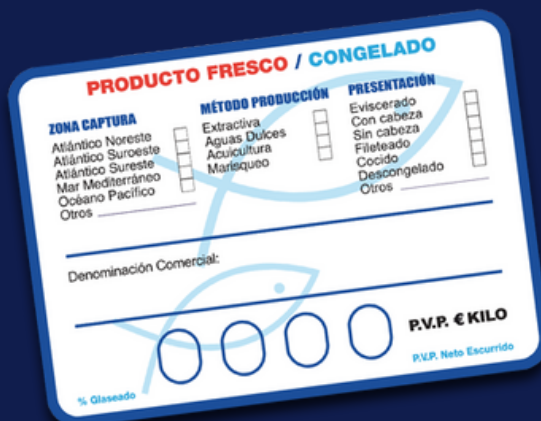 PRODUCTO FRESCO / CONGELADO
ZONA CAPTURA
Atlántico Noreste
Atlántico Suroeste
Atlántico Sureste
Mar Mediterráneo
Océano Pacífico
Otros
MÉTODO PRODUCCIÓN
Extractiva
Aguas Dulces
Acuicultura
Marisqueo
PRESENTACIÓN
Eviscerado
Con cabeza
Sin cabeza
Fileteado
Cocido
Descongelado
Otros
Denominación Comercial:
P.V.P. € KILO
% Glaseado
P.V.P. Neto Escurrido